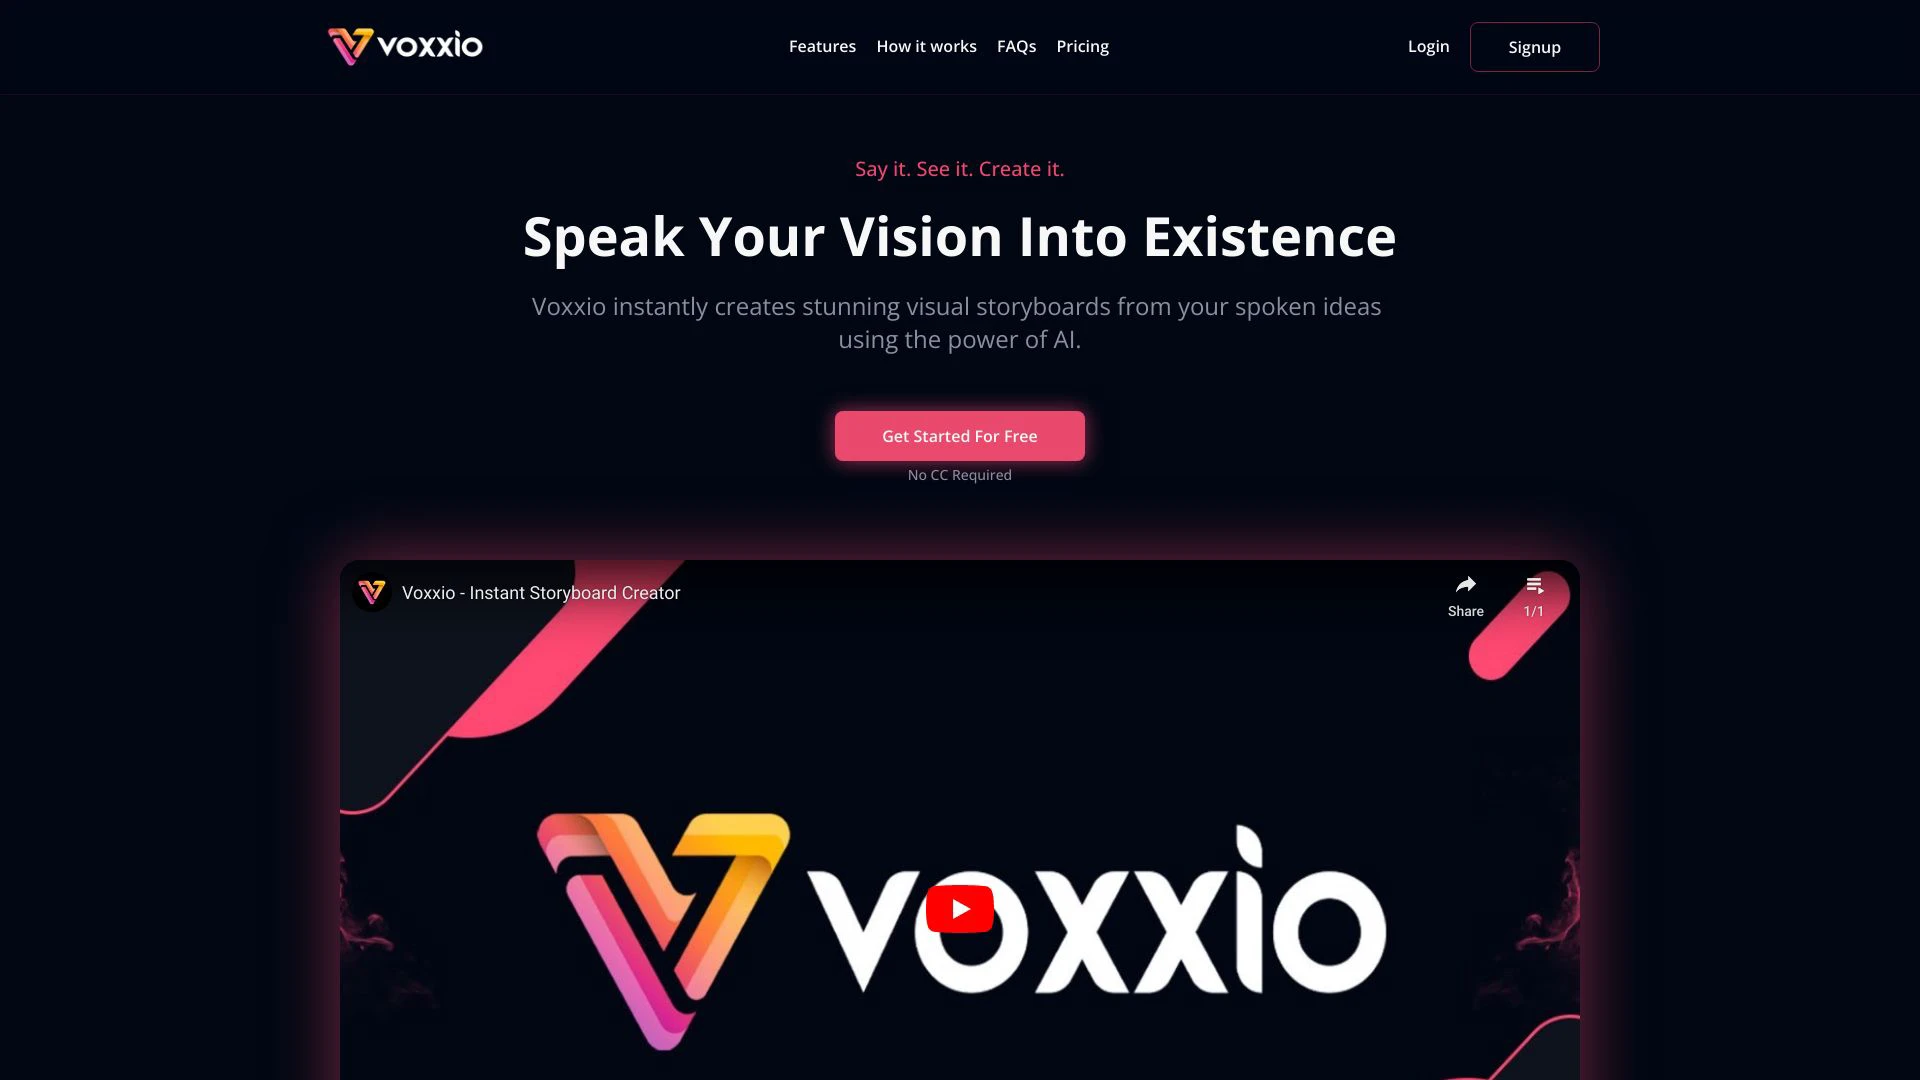 voxxio
Features
How it works
FAQs
Pricing
Login
Signup
Say it. See it. Create it.
Speak Your Vision Into Existence
Voxxio instantly creates stunning visual storyboards from your spoken ideas
using the power of AI.
Get Started For Free
No CC Required
Voxxio - Instant Storyboard Creator
Share
1/1
voxxio